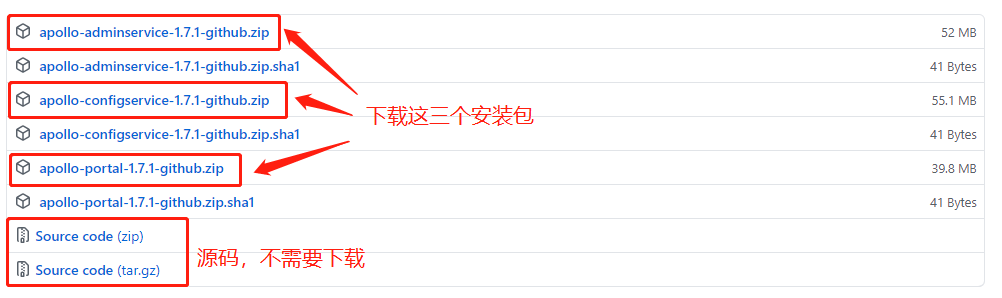 apollo-adminservice-1.7.1-github.zip 52 MB
apollo-adminservice-1.7.1-github.zip.sha1 41 Bytes
apollo-configservice-1.7.1-github.zip 55.1 MB
下载这三个安装包
apollo-configservice-1.7.1-github.zip.sha1 41 Bytes
apollo-portal-1.7.1-github.zip 39.8 MB
apollo-portal-1.7.1-github.zip.sha1 41 Bytes
Source code (zip)
源码，不需要下载
Source code (tar.gz)